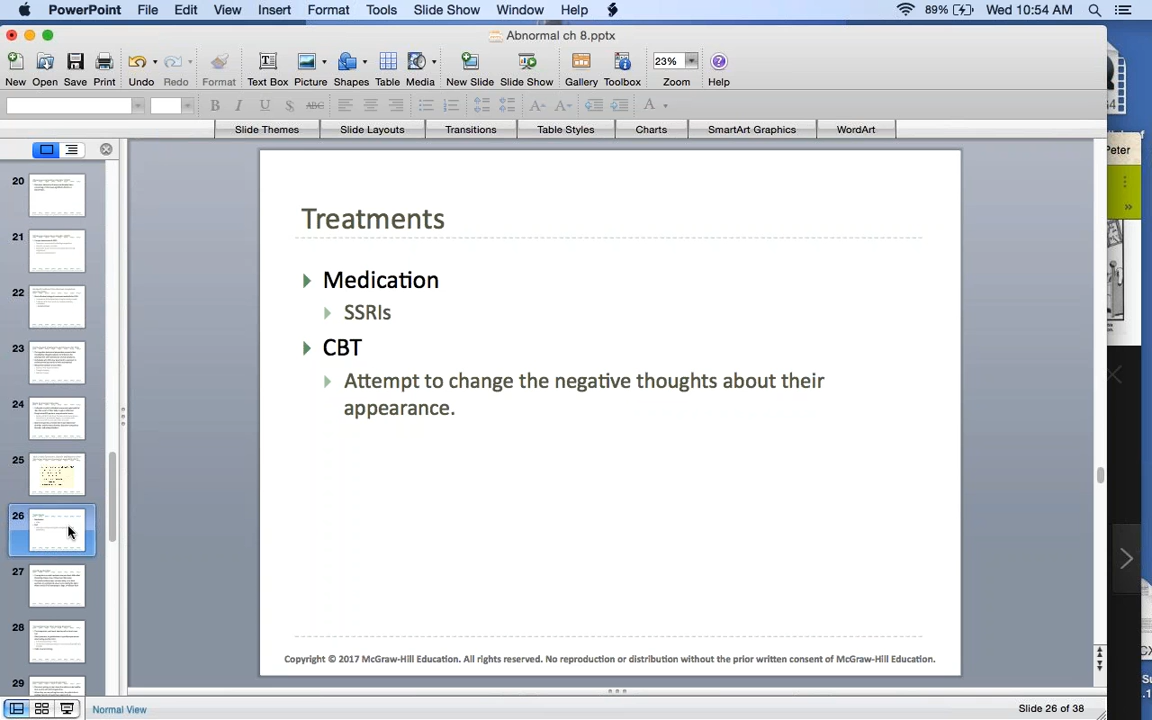 PowerPoint File Edit View Insert Format Tools Slide Show Window Help 89% Wed 10:54 AM
Abnormal ch 8.pptx
New Open Save Print Undo Redo Format Text Box Picture Shapes Table Media New Slide Slide Show Gallery Toolbox Zoom Help
23%
B I U S ABC A A A
Slide Themes Slide Layouts Transitions Table Styles Charts SmartArt Graphics WordArt
Peter
20
21
22
23
24
25
26
27
28
29
Treatments
Medication
SSRIs
CBT
Attempt to change the negative thoughts about their
appearance.
Copyright © 2017 McGraw-Hill Education. All rights reserved. No reproduction or distribution without the prior written consent of McGraw-Hill Education.
Normal View
Slide 26 of 38